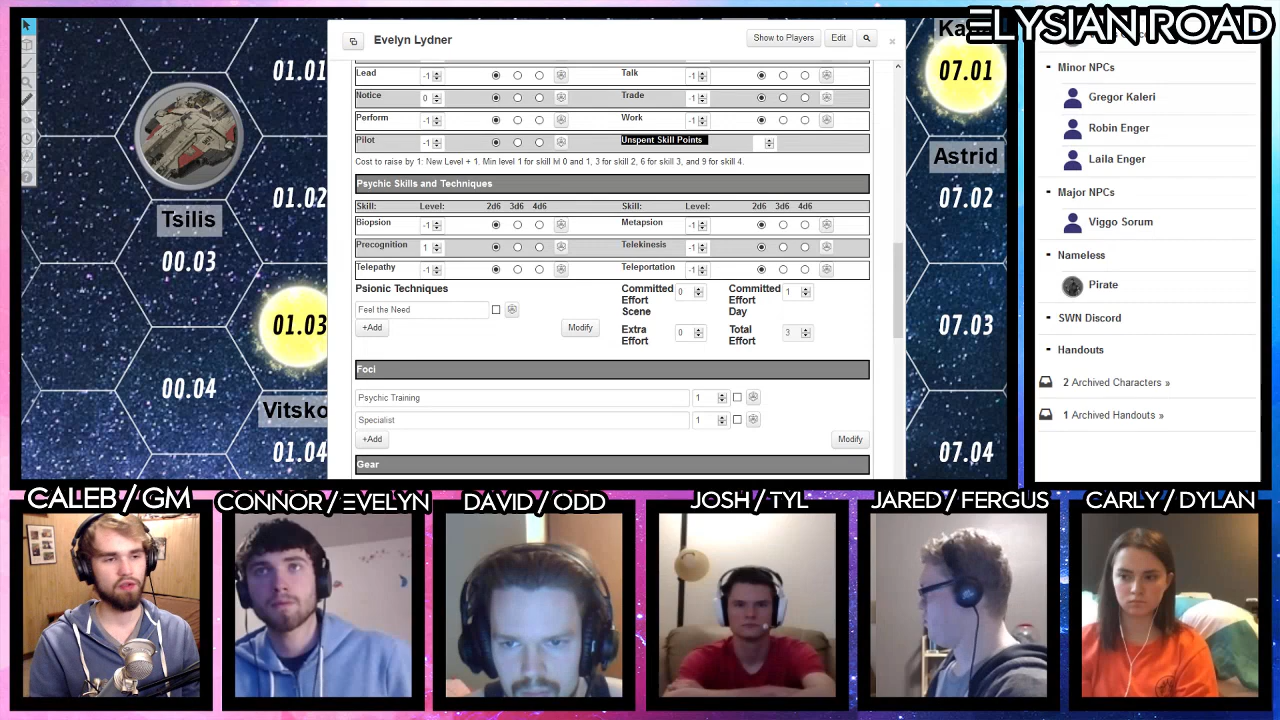 ELYSIAN ROAD
01.01
01.02
Tsilis
00.03
01.03
00.04
Vitsko
01.04
Evelyn Lydner
Show to Players
Edit
Lead -1 Talk -1
Notice 0 Trade -1
Perform -1 Work -1
Pilot -1 Unspent Skill Points
Cost to raise by 1: New Level + 1. Min level 1 for skill lvl 0 and 1, 3 for skill 2, 6 for skill 3, and 9 for skill 4.
Psychic Skills and Techniques
Skill: Level: 2d6 3d6 4d6 Skill: Level: 2d6 3d6 4d6
Biopsion -1 Metapsion -1
Precognition 1 Telekinesis -1
Telepathy -1 Teleportation -1
Psionic Techniques
Feel the Need
+Add
Modify
Committed Effort Scene 0
Committed Effort Day 1
Extra Effort 0
Total Effort 3
Foci
Psychic Training 1
Specialist 1
+Add
Modify
Gear
07.01
Astrid
07.02
07.03
07.04
Minor NPCs
Gregor Kaleri
Robin Enger
Laila Enger
Major NPCs
Viggo Sorum
Nameless
Pirate
SWN Discord
Handouts
2 Archived Characters »
1 Archived Handouts »
CALEB / GM
CONNOR / EVELYN
DAVID / ODD
JOSH / TYL
JARED / FERGUS
CARLY / DYLAN